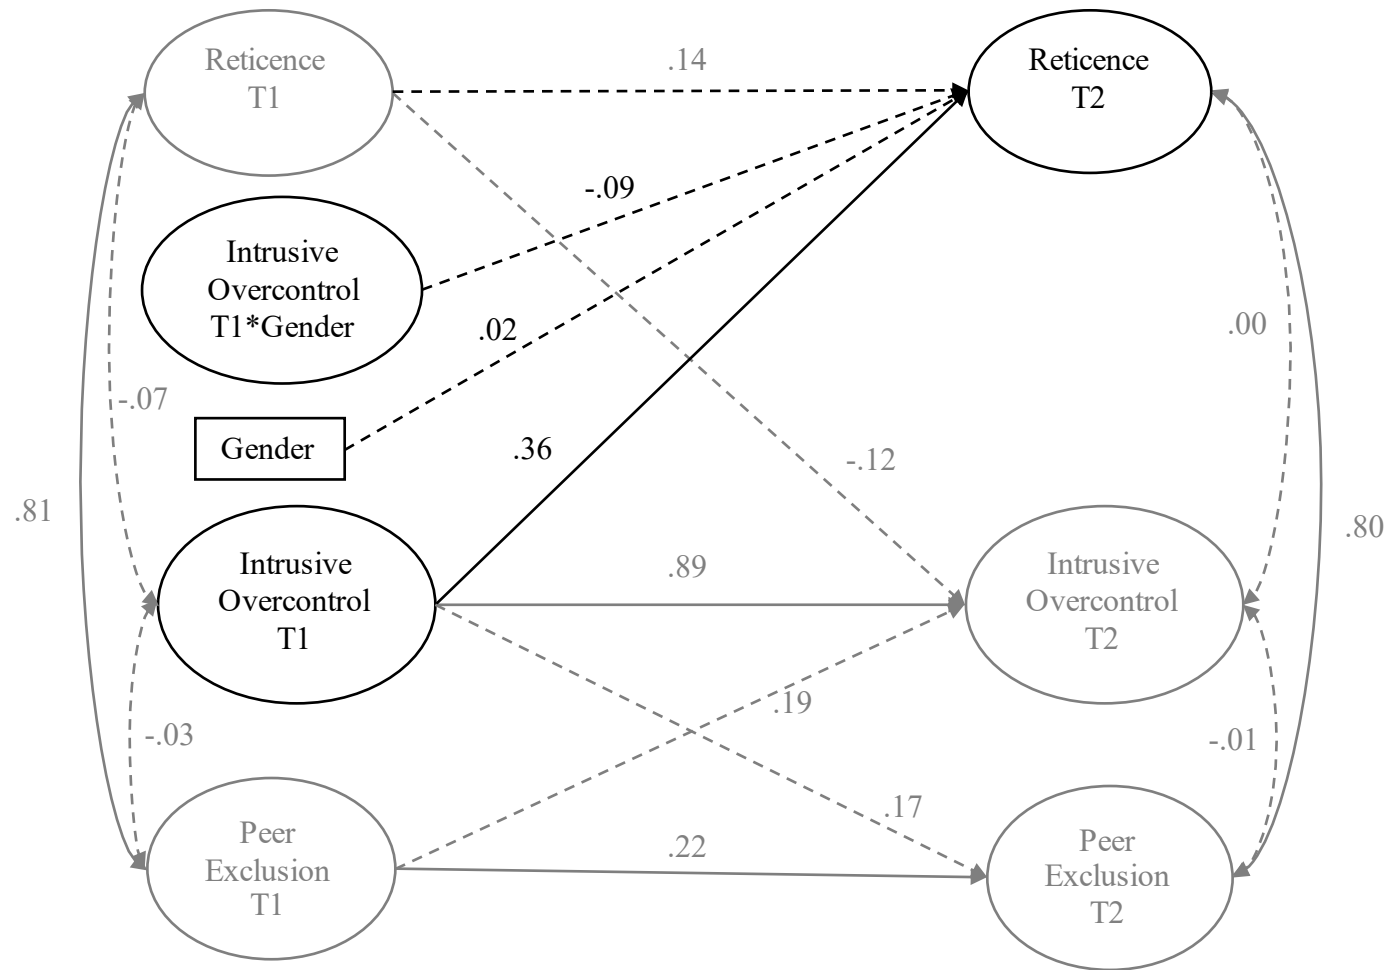 Reticence
T1
.14
Reticence
T2
-.09
Intrusive
Overcontrol
T1*Gender
.02
.00
-.07
Gender
.36
-.12
.81
.80
Intrusive
Overcontrol
T1
.89
Intrusive
Overcontrol
T2
.19
-.03
-.01
.17
Peer
Exclusion
T1
.22
Peer
Exclusion
T2